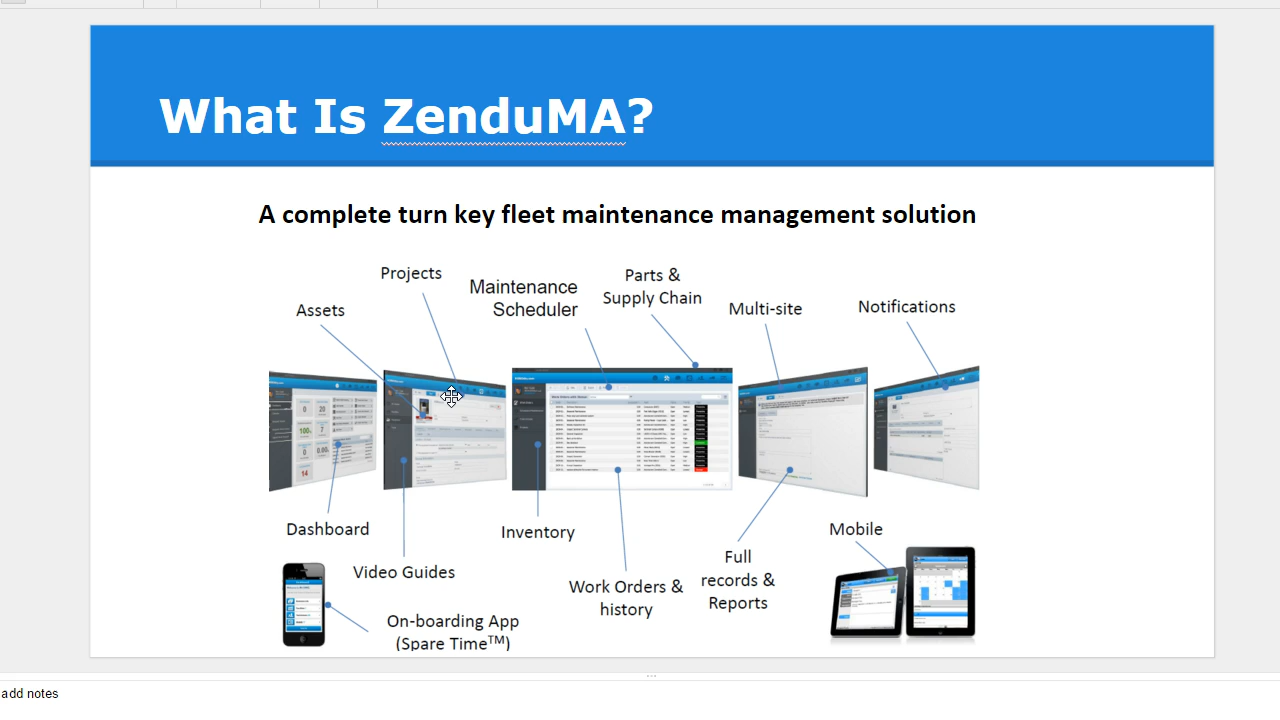 What Is ZenduMA?
A complete turn key fleet maintenance management solution
Projects
Maintenance
Scheduler
Parts &
Supply Chain
Assets
Multi-site
Notifications
Dashboard
Inventory
Mobile
Video Guides
Full
records &
Reports
Work Orders &
history
On-boarding App
(Spare Time™)
add notes